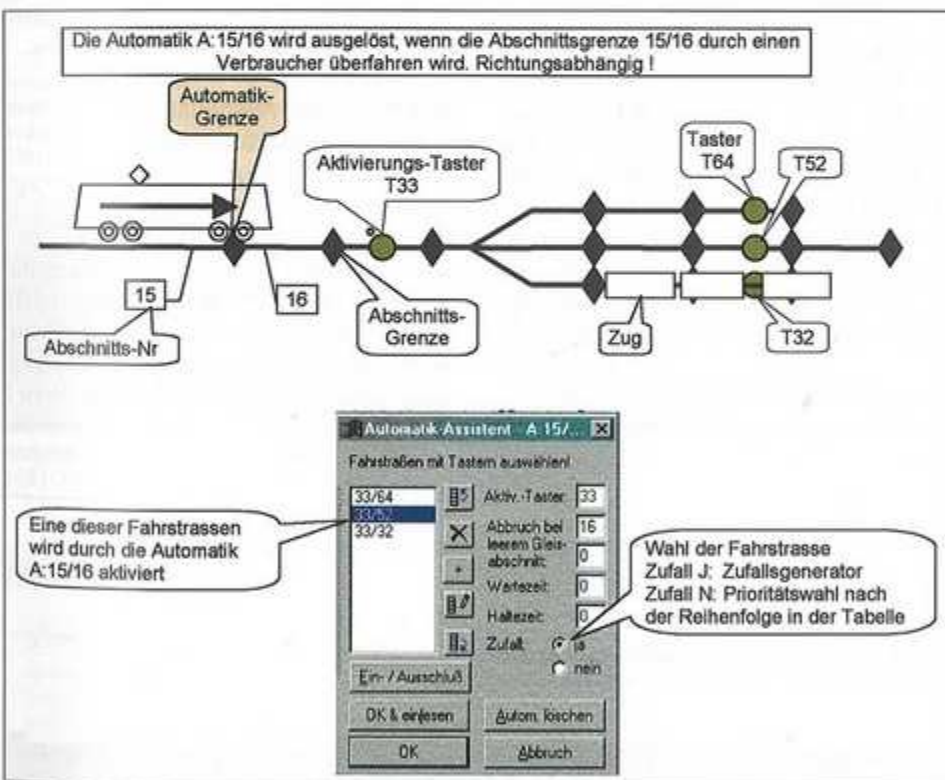 Die Automatik A:15/16 wird ausgelöst, wenn die Abschnittsgrenze 15/16 durch einen
Verbraucher überfahren wird. Richtungsabhängig !
Automatik-
Grenze
Aktivierungs-Taster
T33
Taster
T64
T52
15
16
Abschnitts-Nr
Abschnitts-
Grenze
Zug
T32
Automatik-Assistent A 15/...
Fahrstraßen mit Tastern auswählen!
33/64
33/52
33/32
Aktiv.-Taster:
33
Abbruch bei
leerem Gleis-
abschnitt:
16
0
Wartezeit:
0
Haltezeit:
0
Zufall:
ja
nein
Ein- / Ausschluß
OK & einlesen
Autom. löschen
OK
Abbruch
Eine dieser Fahrstrassen
wird durch die Automatik
A:15/16 aktiviert
Wahl der Fahrstrasse
Zufall J: Zufallsgenerator
Zufall N: Prioritätswahl nach
der Reihenfolge in der Tabelle